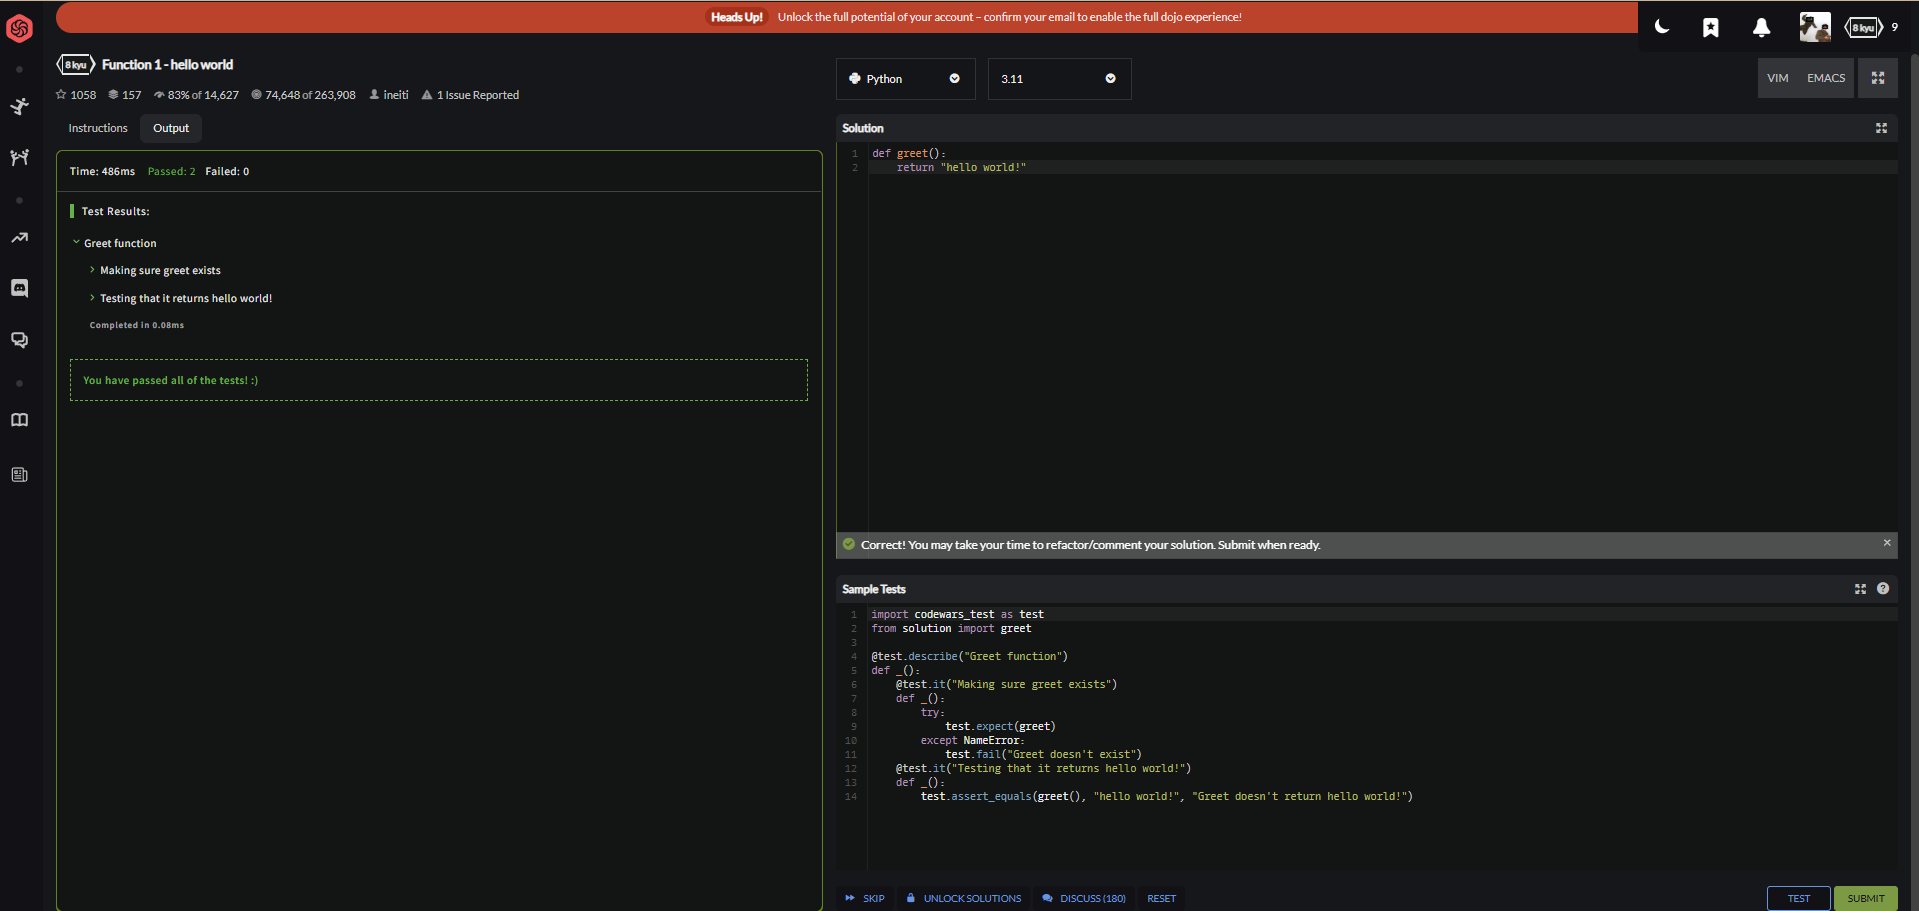 Heads Up! Unlock the full potential of your account – confirm your email to enable the full dojo experience!
8 kyu 9
8 kyu Function 1 - hello world
1058 157 83% of 14,627 74,648 of 263,908 ineiti 1 Issue Reported
Instructions Output
Time: 486ms Passed: 2 Failed: 0
Test Results:
Greet function
Making sure greet exists
Testing that it returns hello world!
Completed in 0.08ms
You have passed all of the tests! :)
Python 3.11 VIM EMACS
Solution
1 def greet():
2     return "hello world!"
Correct! You may take your time to refactor/comment your solution. Submit when ready. ×
Sample Tests ?
1 import codewars_test as test
2 from solution import greet
3
4 @test.describe("Greet function")
5 def _():
6     @test.it("Making sure greet exists")
7     def _():
8         try:
9             test.expect(greet)
10         except NameError:
11             test.fail("Greet doesn't exist")
12     @test.it("Testing that it returns hello world!")
13     def _():
14         test.assert_equals(greet(), "hello world!", "Greet doesn't return hello world!")
SKIP UNLOCK SOLUTIONS DISCUSS (180) RESET TEST SUBMIT